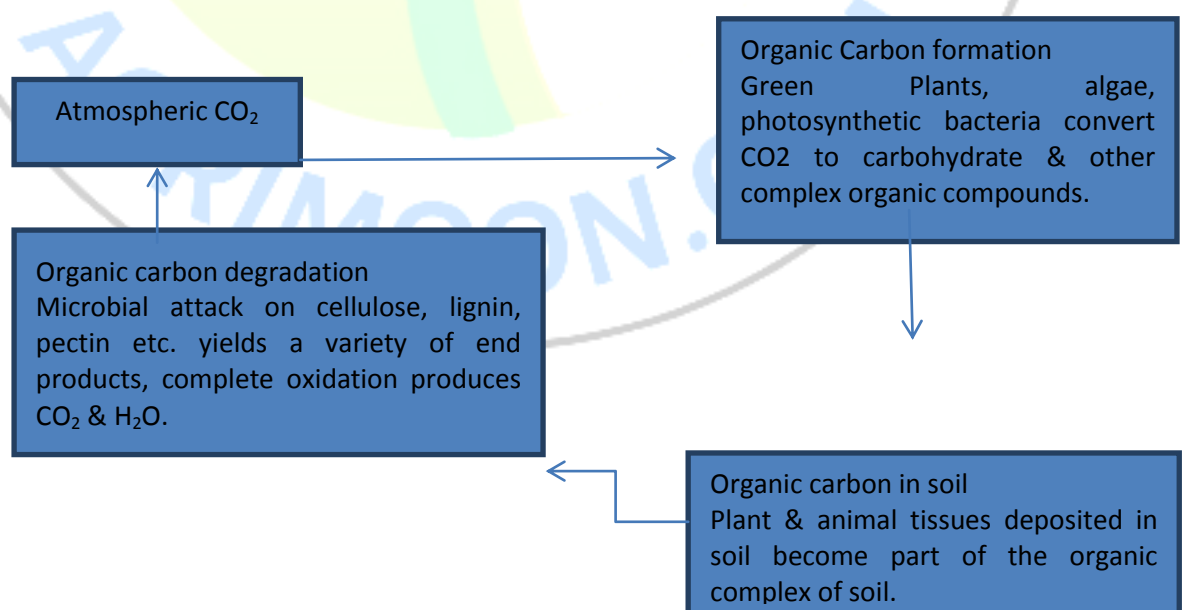 Atmospheric CO₂
Organic Carbon formation
Green Plants, algae,
photosynthetic bacteria convert
CO2 to carbohydrate & other
complex organic compounds.
Organic carbon degradation
Microbial attack on cellulose, lignin,
pectin etc. yields a variety of end
products, complete oxidation produces
CO₂ & H₂O.
Organic carbon in soil
Plant & animal tissues deposited in
soil become part of the organic
complex of soil.